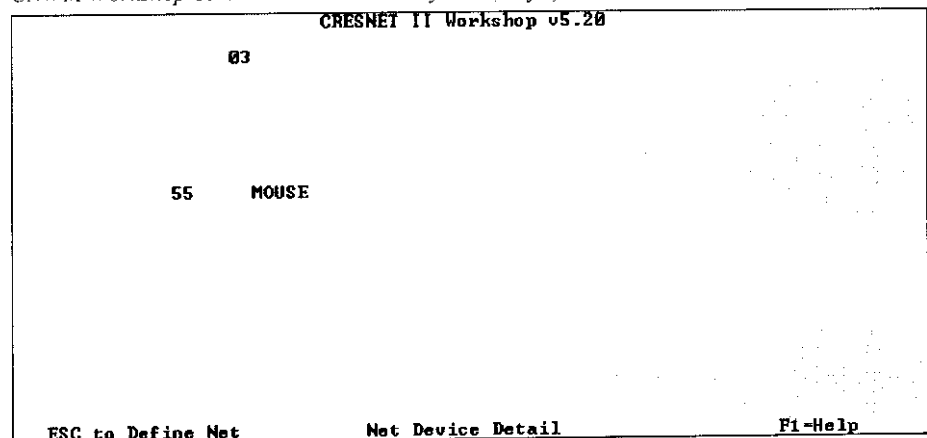 CRESNET II Workshop v5.20
03
55 MOUSE
ESC to Define Net Net Device Detail F1=Help